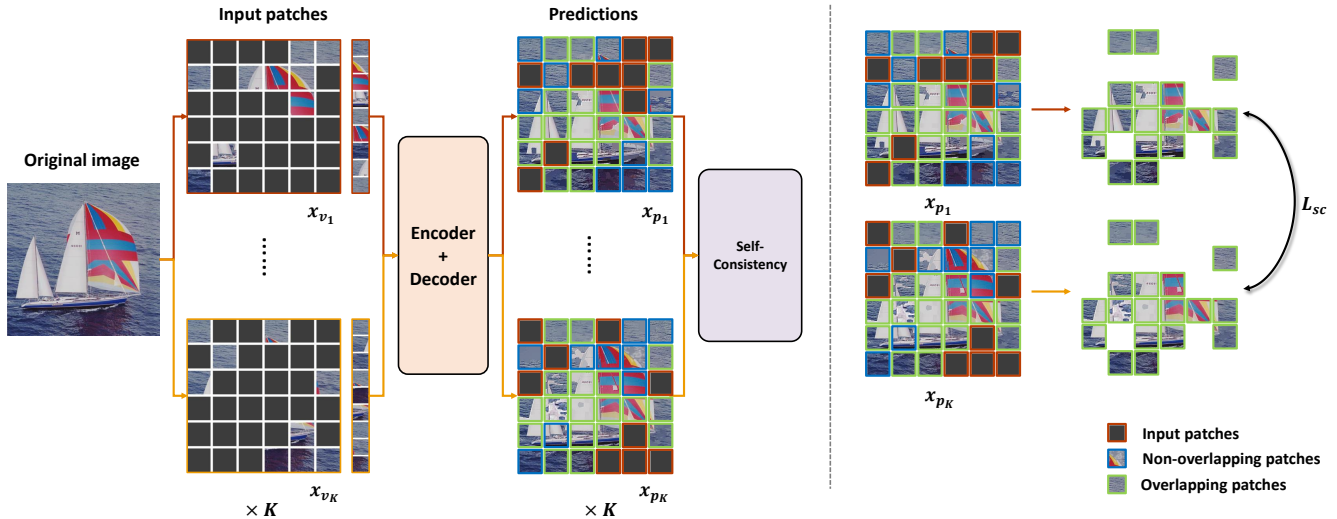 Input patches
Predictions
Original image
x_{v_1}
x_{p_1}
Encoder
+
Decoder
Self-
Consistency
x_{v_K}
x_{p_K}
× K
× K
x_{p_1}
L_{sc}
x_{p_K}
Input patches
Non-overlapping patches
Overlapping patches